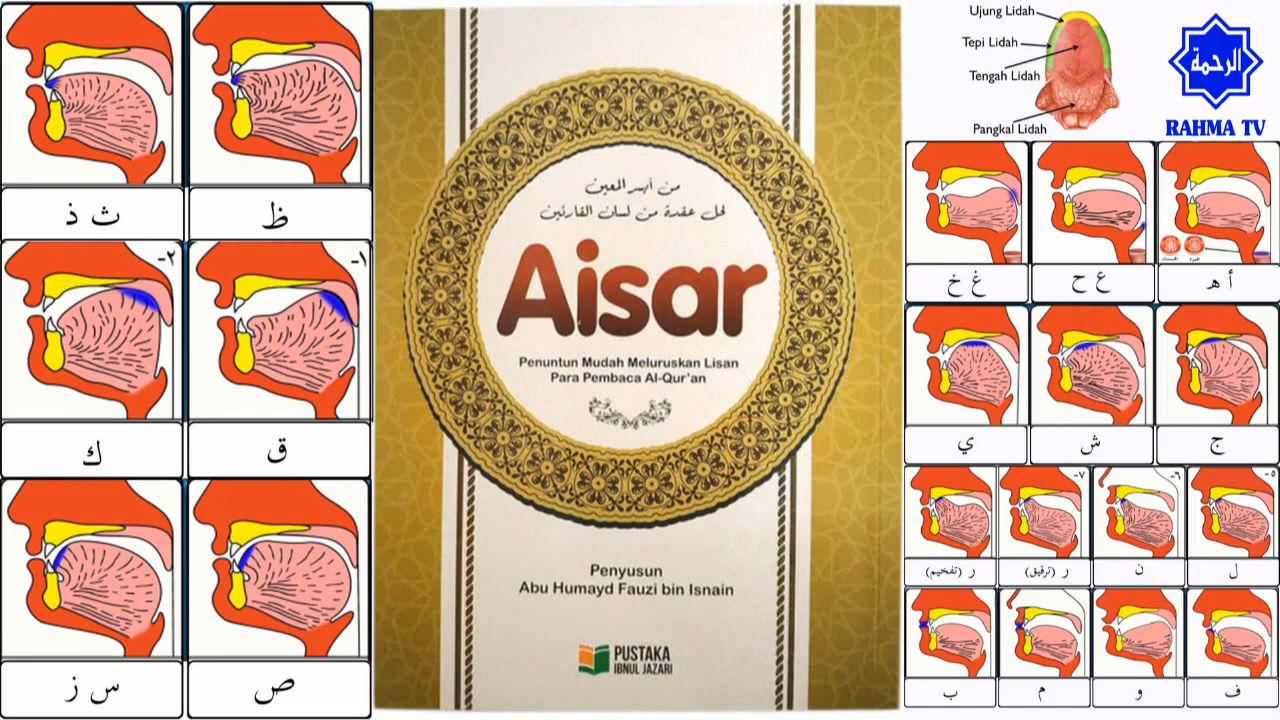 ث ذ
ظ
٢-
١-
ك
ق
س ز
ص
من أيسر المعين
لحل عقدة من لسان القارئين
Aisar
Penuntun Mudah Meluruskan Lisan
Para Pembaca Al-Qur'an
Penyusun
Abu Humayd Fauzi bin Isnain
PUSTAKA
IBNUL JAZARI
Ujung Lidah
Tepi Lidah
Tengah Lidah
Pangkal Lidah
الرحمة
RAHMA TV
غ خ
ع ح
أ ه
ي
ش
ج
٧-
٦-
٥-
ر (تفخيم)
ر (ترقيق)
ن
ل
ب
م
و
ف